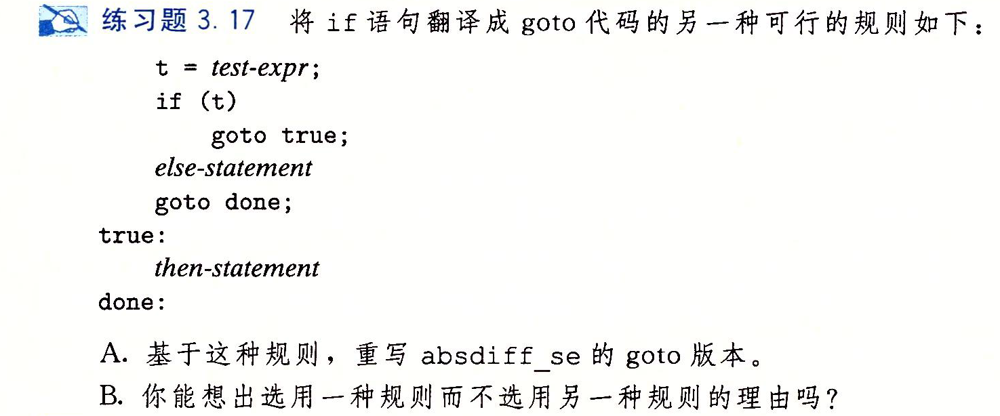 练习题 3.17 将 if 语句翻译成 goto 代码的另一种可行的规则如下：
t = test-expr;
if (t)
goto true;
else-statement
goto done;
true:
then-statement
done:
A. 基于这种规则，重写 absdiff_se 的 goto 版本。
B. 你能想出选用一种规则而不选用另一种规则的理由吗？